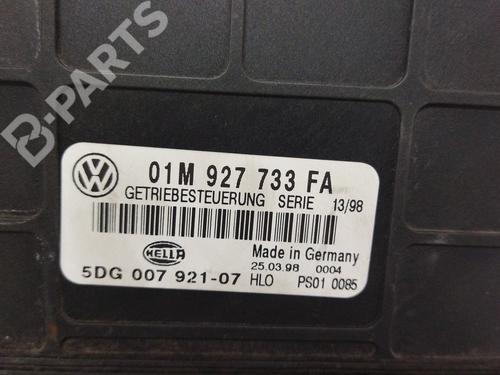 B-PARTS
01M 927 733 FA
GETRIEBESTEUERUNG SERIE 13/98
HELLA
Made in Germany
25.03.98 0004
5DG 007 921-07 HLO PS01 0085